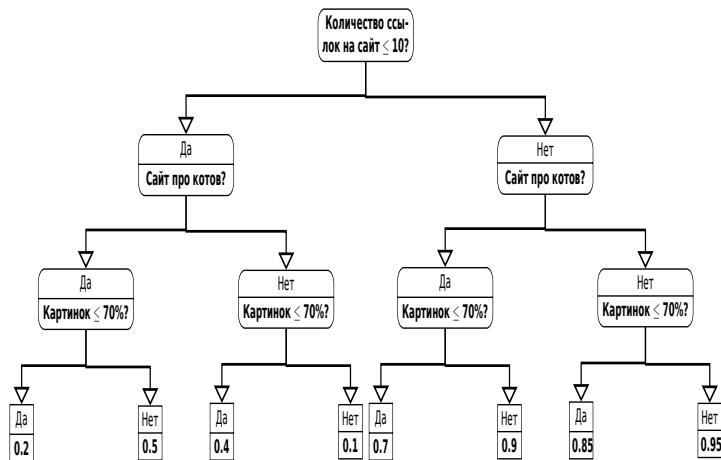 Количество ссы-
лок на сайт ≤ 10?
Да
Сайт про котов?
Нет
Сайт про котов?
Да
Картинок ≤ 70%?
Нет
Картинок ≤ 70%?
Да
Картинок ≤ 70%?
Нет
Картинок ≤ 70%?
Да
0.2
Нет
0.5
Да
0.4
Нет
0.1
Да
0.7
Нет
0.9
Да
0.85
Нет
0.95